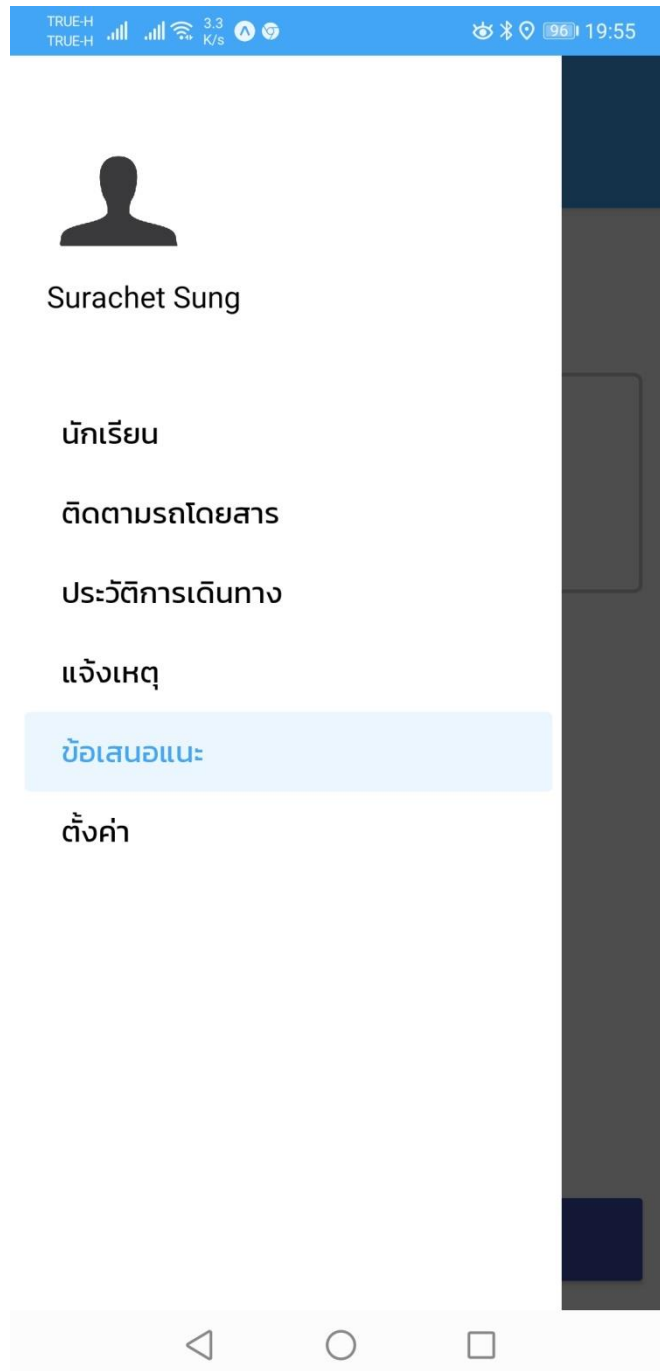 TRUE-H
TRUE-H
3.3
K/s
96
19:55
Surachet Sung
นักเรียน
ติดตามรถโดยสาร
ประวัติการเดินทาง
แจ้งเหตุ
ข้อเสนอแนะ
ตั้งค่า